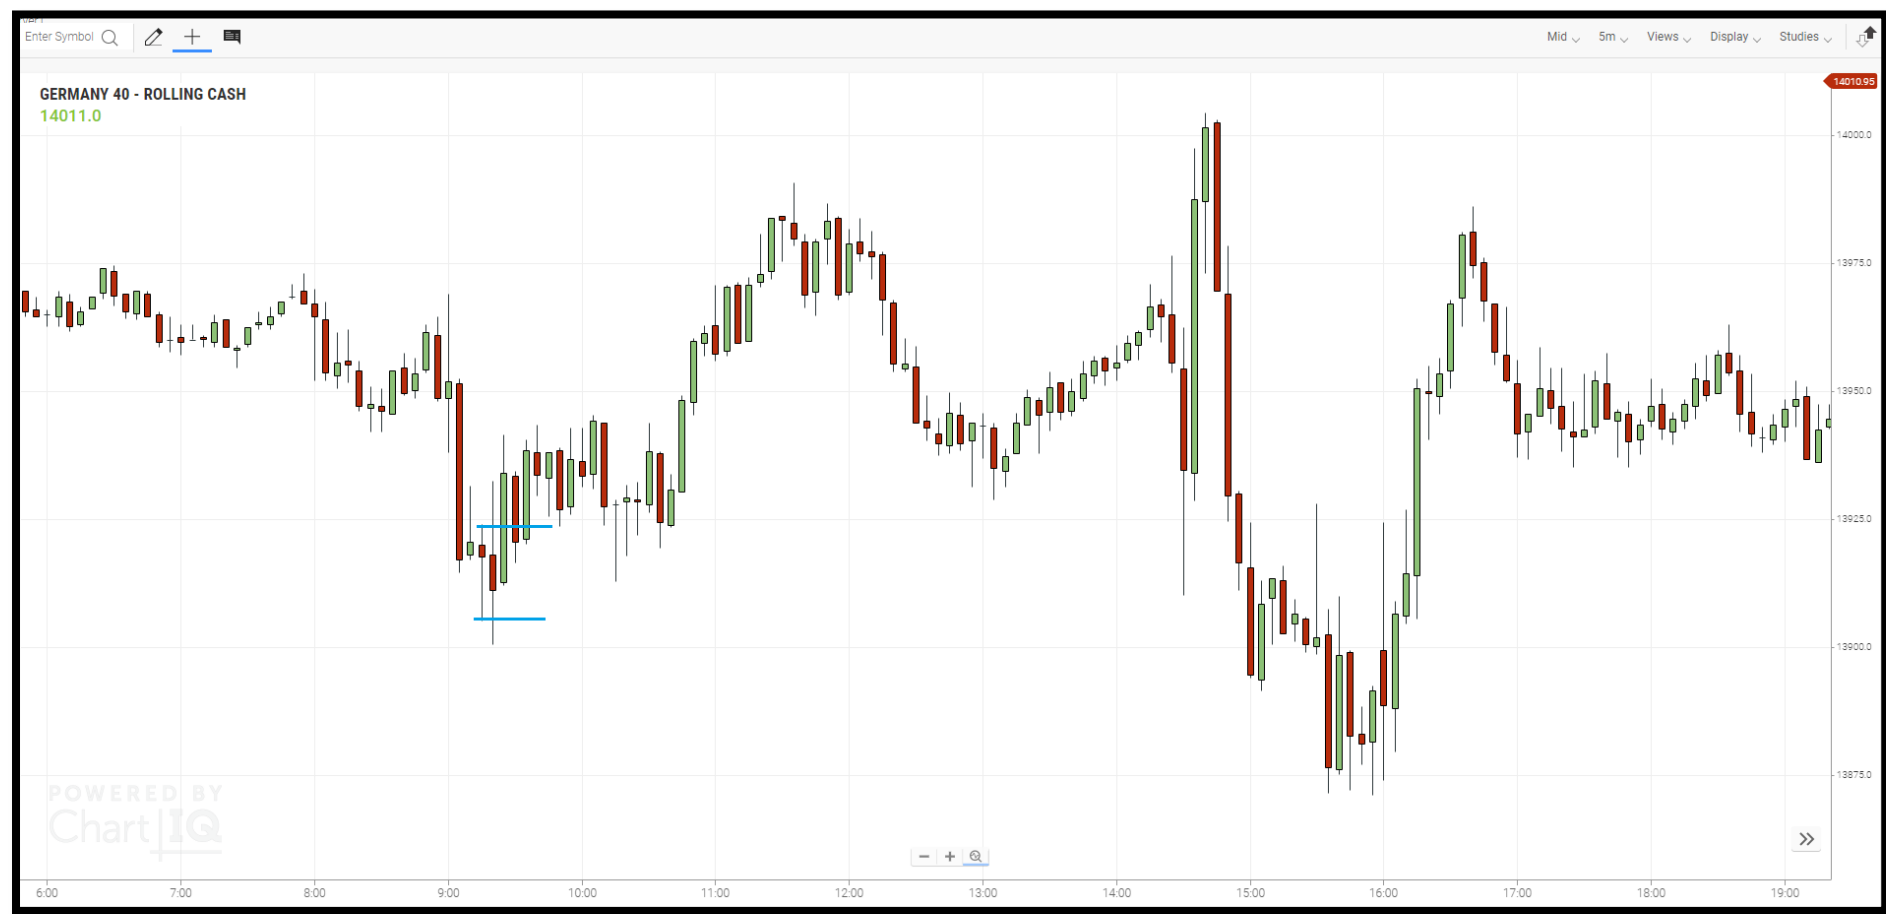 Enter Symbol
Mid 5m Views Display Studies
GERMANY 40 - ROLLING CASH
14011.0
14010.95
14000.0
13975.0
13950.0
13925.0
13900.0
13875.0
POWERED BY
Chart IQ
6:00 7:00 8:00 9:00 10:00 11:00 12:00 13:00 14:00 15:00 16:00 17:00 18:00 19:00